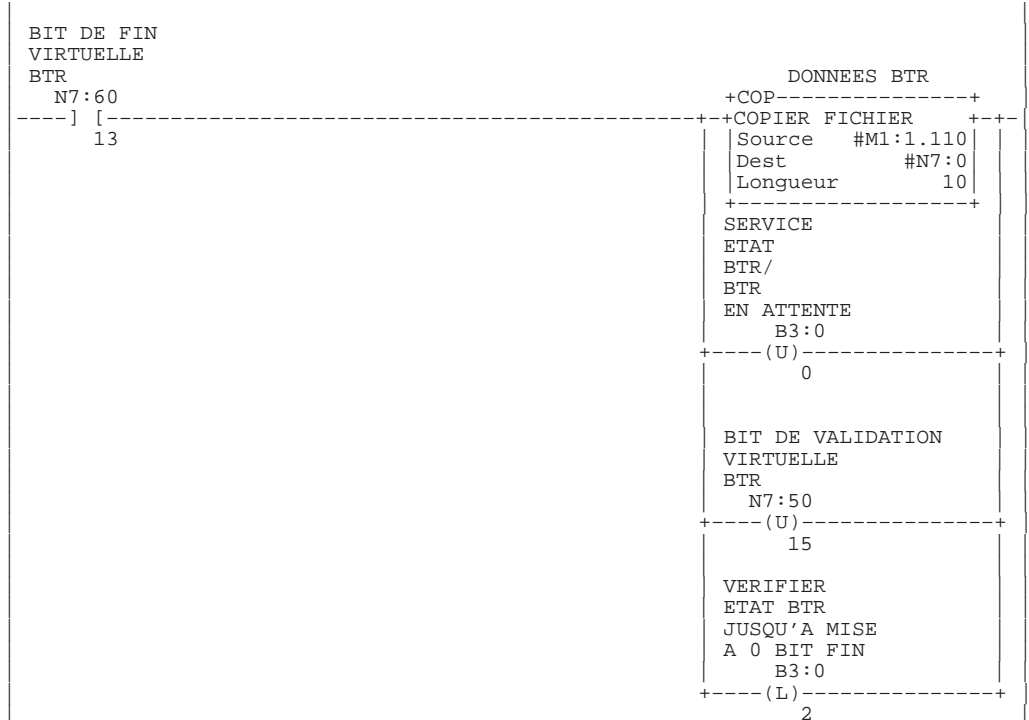 BIT DE FIN
VIRTUELLE
BTR
N7:60
] [
13
DONNEES BTR
+COP---------------+
COPIER FICHIER
Source #M1:1.110
Dest #N7:0
Longueur 10
SERVICE
ETAT
BTR/
BTR
EN ATTENTE
B3:0
(U)
0
BIT DE VALIDATION
VIRTUELLE
BTR
N7:50
(U)
15
VERIFIER
ETAT BTR
JUSQU'A MISE
A 0 BIT FIN
B3:0
(L)
2